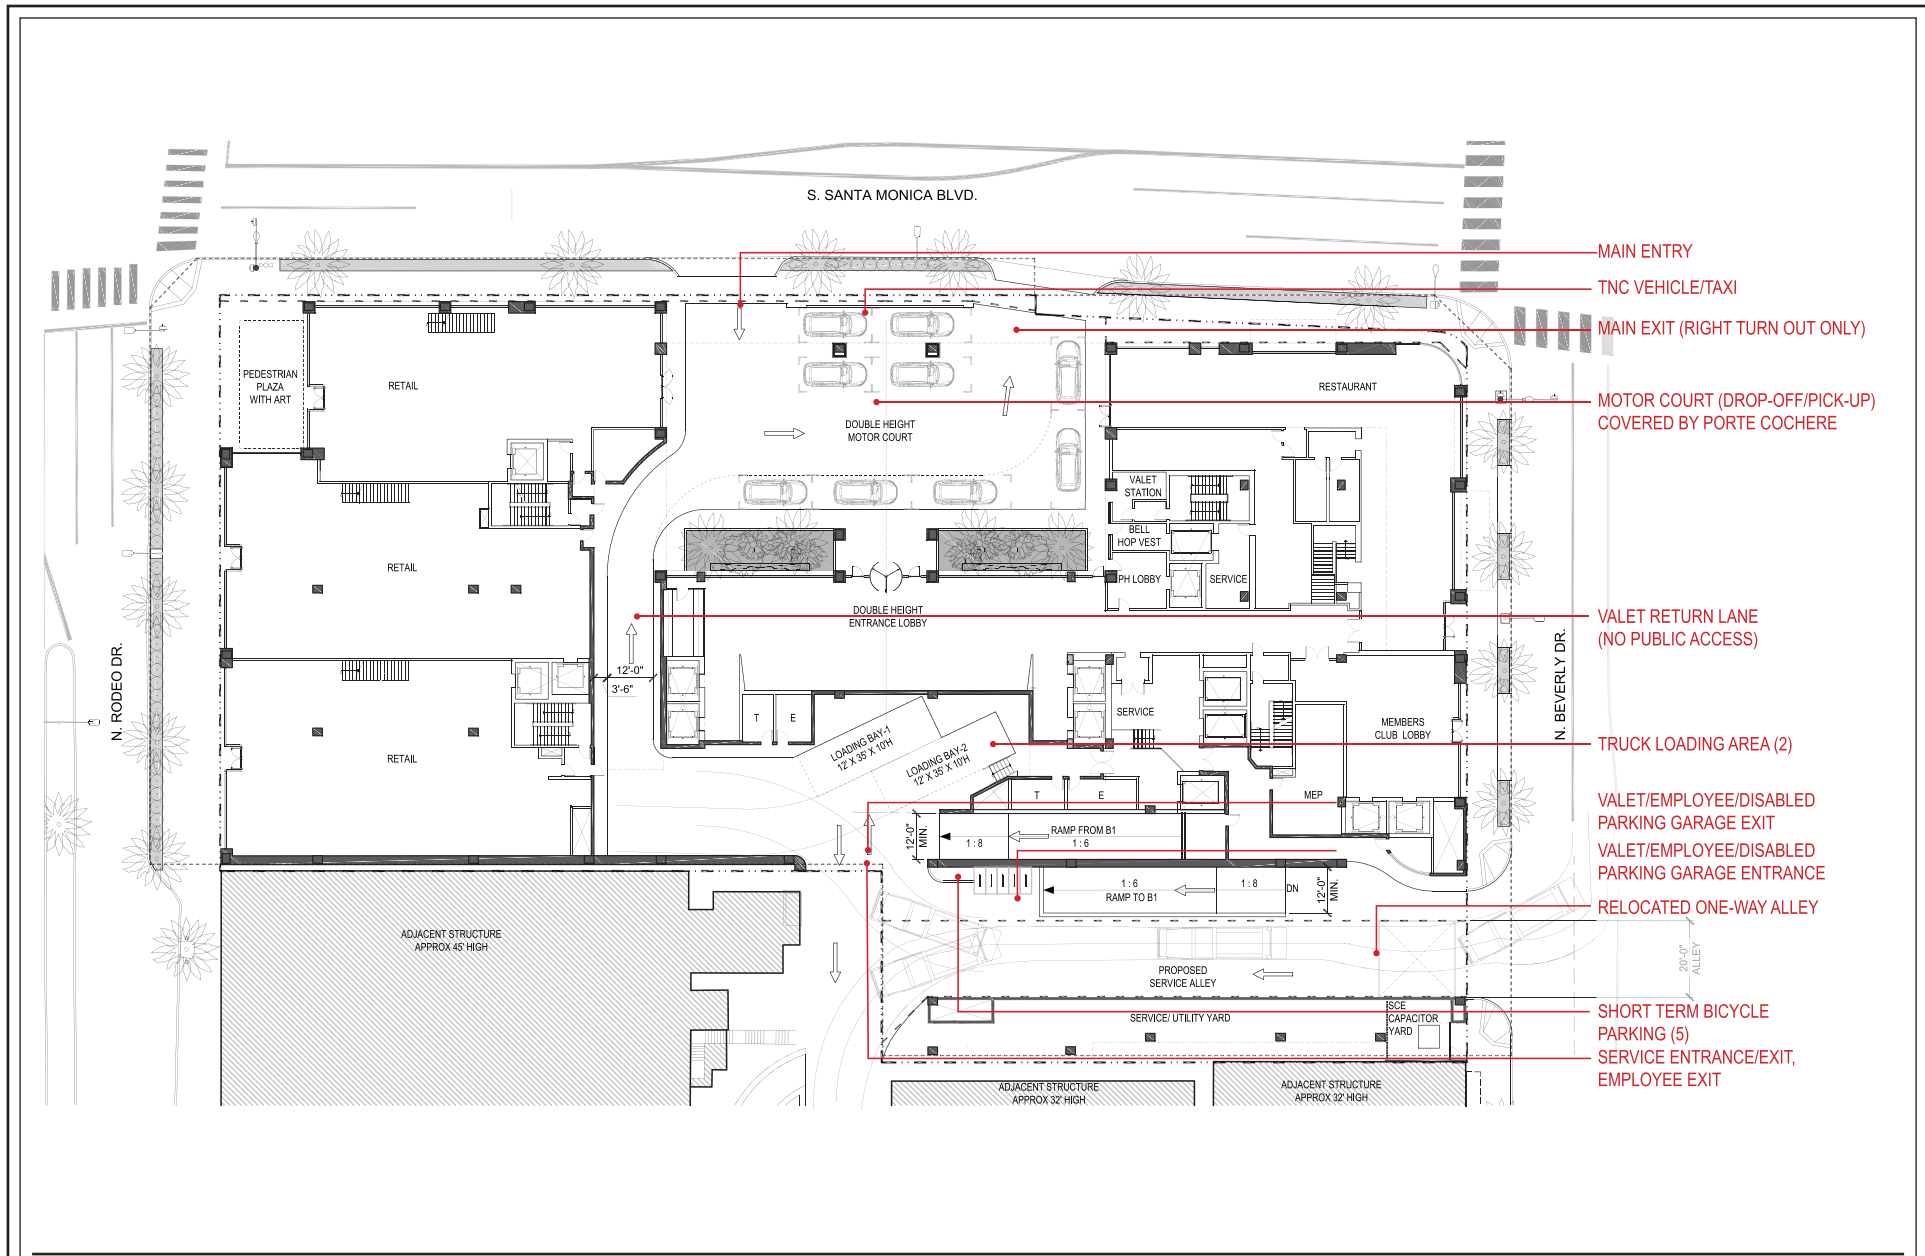 S. SANTA MONICA BLVD.
MAIN ENTRY
TNC VEHICLE/TAXI
MAIN EXIT (RIGHT TURN OUT ONLY)
MOTOR COURT (DROP-OFF/PICK-UP)
COVERED BY PORTE COCHERE
VALET RETURN LANE
(NO PUBLIC ACCESS)
TRUCK LOADING AREA (2)
VALET/EMPLOYEE/DISABLED
PARKING GARAGE EXIT
VALET/EMPLOYEE/DISABLED
PARKING GARAGE ENTRANCE
RELOCATED ONE-WAY ALLEY
SHORT TERM BICYCLE
PARKING (5)
SERVICE ENTRANCE/EXIT,
EMPLOYEE EXIT
N. RODEO DR.
N. BEVERLY DR.
PEDESTRIAN
PLAZA
WITH ART
RETAIL
RETAIL
RETAIL
DOUBLE HEIGHT
MOTOR COURT
RESTAURANT
VALET
STATION
BELL
HOP VEST
PH LOBBY
SERVICE
DOUBLE HEIGHT
ENTRANCE LOBBY
12'-0"
3'-6"
T
E
LOADING BAY-1
12' X 35' X 10'H
LOADING BAY-2
12' X 35' X 10'H
SERVICE
MEMBERS
CLUB LOBBY
MEP
T
E
12'-0"
MIN.
RAMP FROM B1
1 : 8
1 : 6
1 : 6
RAMP TO B1
1 : 8
DN
12'-0"
MIN.
20'-0"
ALLEY
PROPOSED
SERVICE ALLEY
SERVICE/ UTILITY YARD
SCE
CAPACITOR
YARD
ADJACENT STRUCTURE
APPROX 45' HIGH
ADJACENT STRUCTURE
APPROX 32' HIGH
ADJACENT STRUCTURE
APPROX 32' HIGH